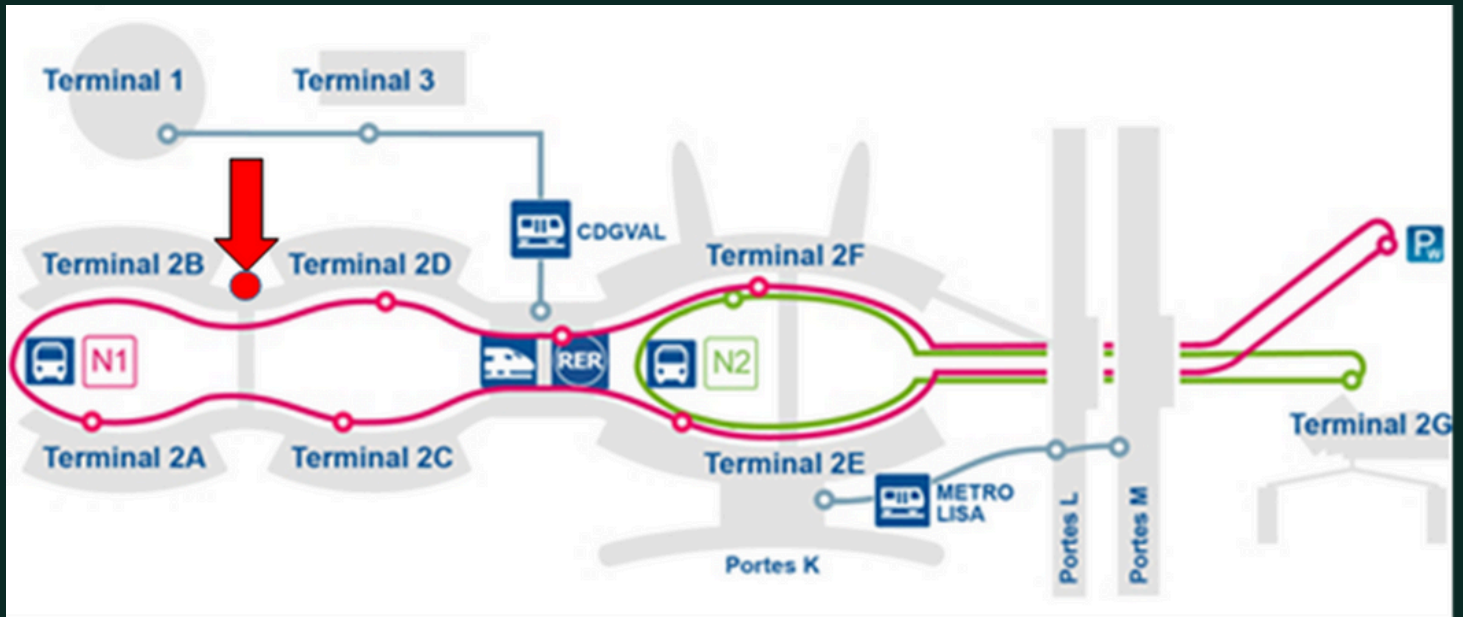 Terminal 1
Terminal 3
CDGVAL
Terminal 2B
Terminal 2D
Terminal 2F
PW
N1
RER
N2
Terminal 2A
Terminal 2C
Terminal 2E
Terminal 2G
METRO
LISA
Portes K
Portes L
Portes M